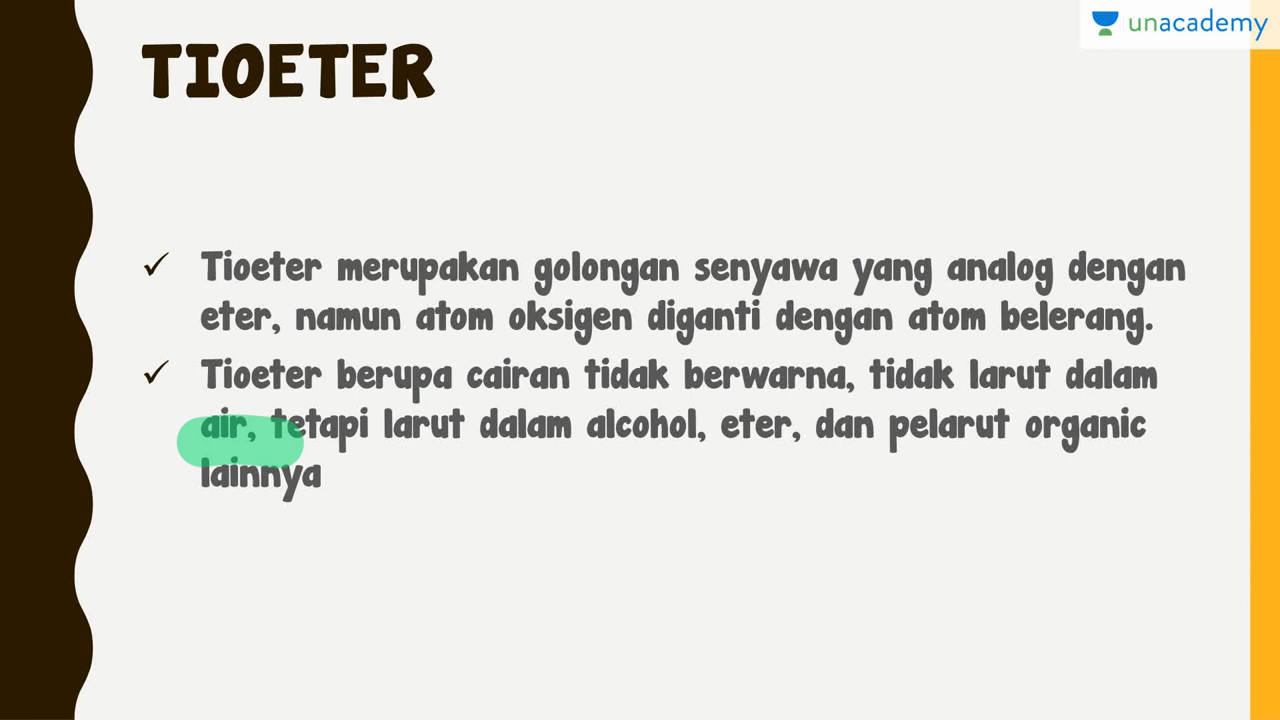 unacademy
TIOETER
✓ Tioeter merupakan golongan senyawa yang analog dengan
eter, namun atom oksigen diganti dengan atom belerang.
✓ Tioeter berupa cairan tidak berwarna, tidak larut dalam
air, tetapi larut dalam alcohol, eter, dan pelarut organic
lainnya